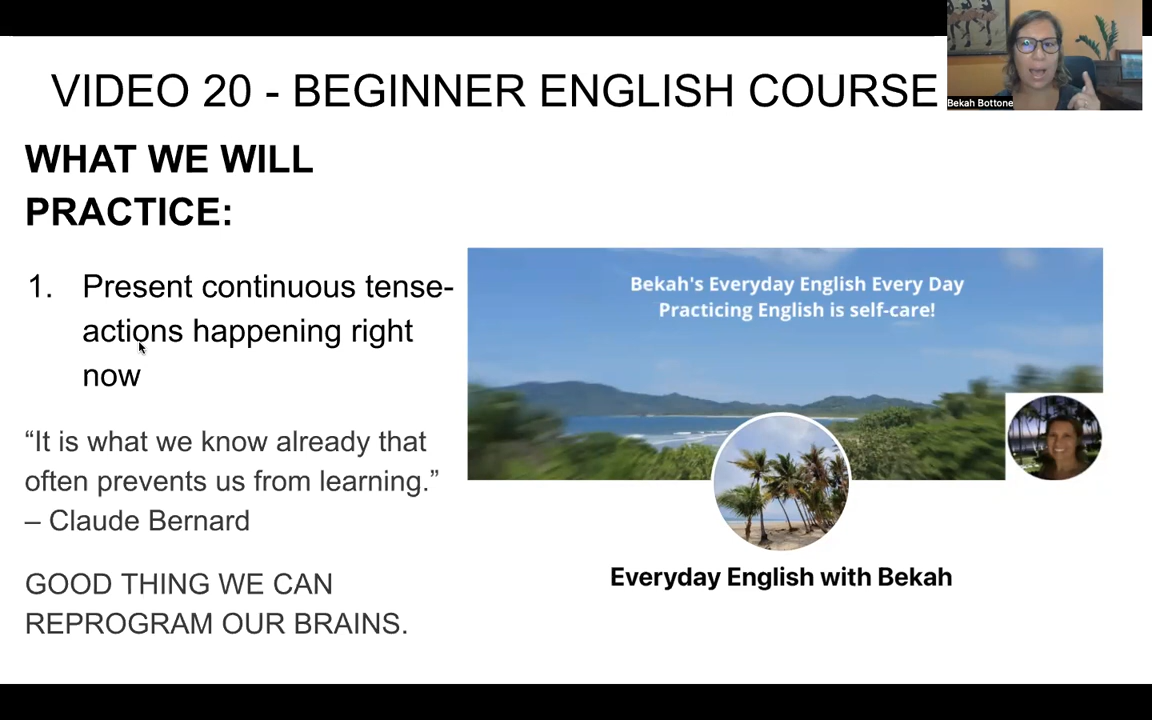 VIDEO 20 - BEGINNER ENGLISH COURSE
Bekah Bottone
WHAT WE WILL
PRACTICE:
1. Present continuous tense-
actions happening right
now
“It is what we know already that
often prevents us from learning.”
– Claude Bernard
GOOD THING WE CAN
REPROGRAM OUR BRAINS.
Bekah's Everyday English Every Day
Practicing English is self-care!
Everyday English with Bekah